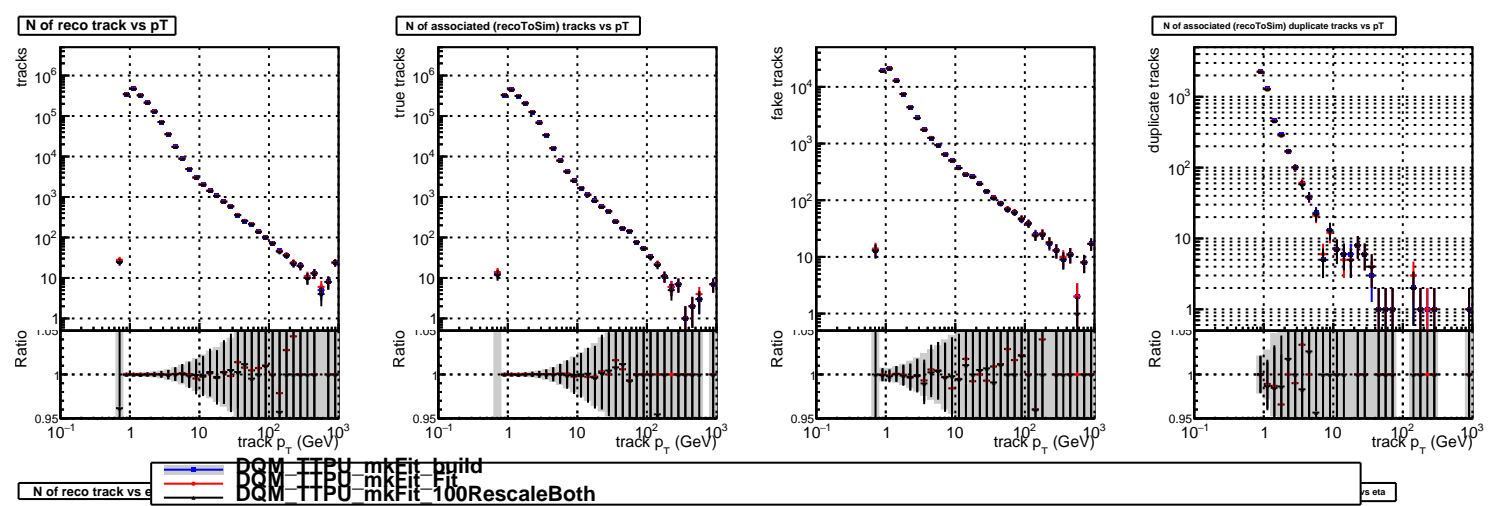 N of reco track vs pT
N of associated (recoToSim) tracks vs pT
N of associated (recoToSim) duplicate tracks vs pT
tracks
10^6
10^5
10^4
10^3
10^2
10
1
Ratio
1.05
1
0.95
10^−1 1 10 10^2 10^3
track p_T (GeV)
true tracks
10^6
10^5
10^4
10^3
10^2
10
1
Ratio
1.05
1
0.95
10^−1 1 10 10^2 10^3
track p_T (GeV)
fake tracks
10^4
10^3
10^2
10
1
Ratio
1.05
1
0.95
10^−1 1 10 10^2 10^3
track p_T (GeV)
duplicate tracks
10^3
10^2
10
1
Ratio
1.05
1
0.95
10^−1 1 10 10^2 10^3
track p_T (GeV)
DQM_TTPU_mkFit_build
DQM_TTPU_mkFit_Fit
DQM_TTPU_mkFit_100RescaleBoth
N of reco track vs e
vs eta